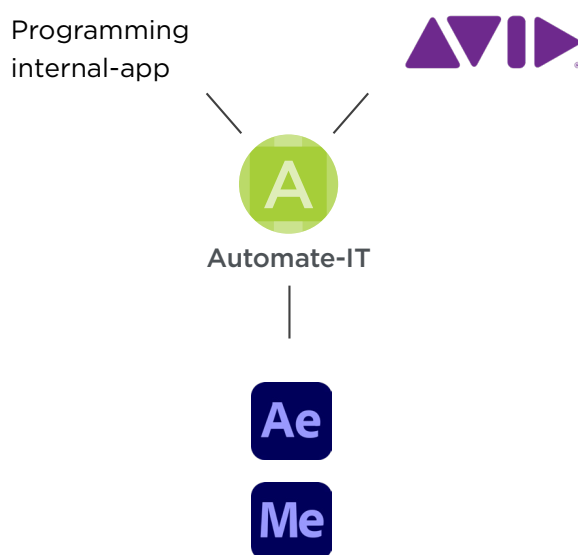 Programming
internal-app
AVID
A
Automate-IT
Ae
Me